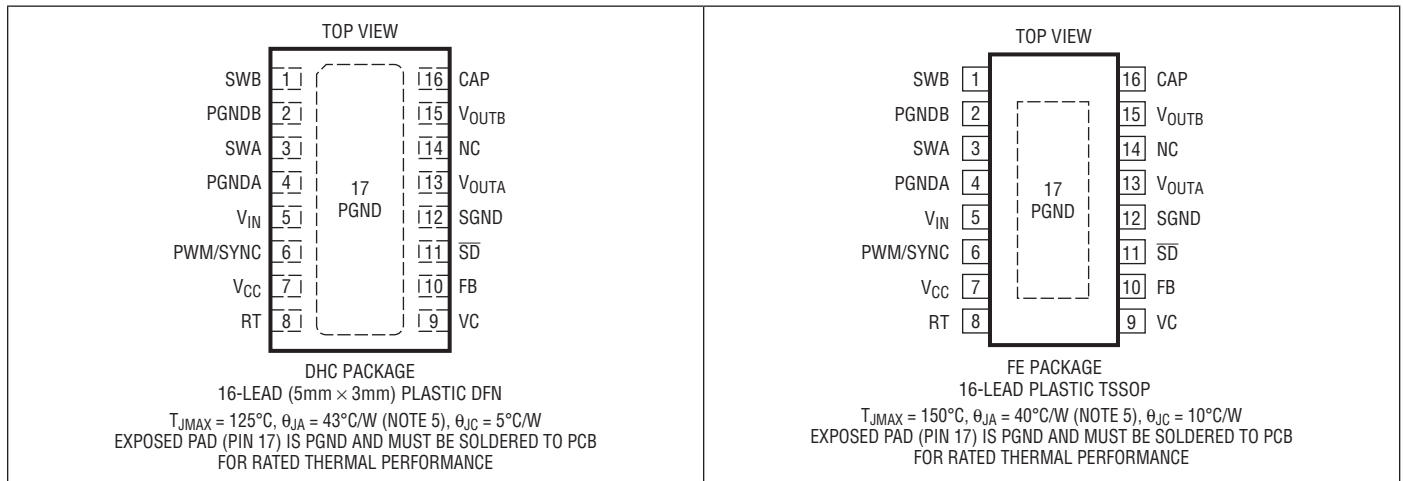 TOP VIEW
SWB 1 16 CAP
PGNDB 2 15 VOUTB
SWA 3 14 NC
PGNDA 4 13 VOUTA
17
PGND
VIN 5 12 SGND
PWM/SYNC 6 11 S̅D̅
VCC 7 10 FB
RT 8 9 VC
DHC PACKAGE
16-LEAD (5mm × 3mm) PLASTIC DFN
TJMAX = 125°C, θJA = 43°C/W (NOTE 5), θJC = 5°C/W
EXPOSED PAD (PIN 17) IS PGND AND MUST BE SOLDERED TO PCB
FOR RATED THERMAL PERFORMANCE
TOP VIEW
SWB 1 16 CAP
PGNDB 2 15 VOUTB
SWA 3 14 NC
PGNDA 4 13 VOUTA
17
PGND
VIN 5 12 SGND
PWM/SYNC 6 11 S̅D̅
VCC 7 10 FB
RT 8 9 VC
FE PACKAGE
16-LEAD PLASTIC TSSOP
TJMAX = 150°C, θJA = 40°C/W (NOTE 5), θJC = 10°C/W
EXPOSED PAD (PIN 17) IS PGND AND MUST BE SOLDERED TO PCB
FOR RATED THERMAL PERFORMANCE